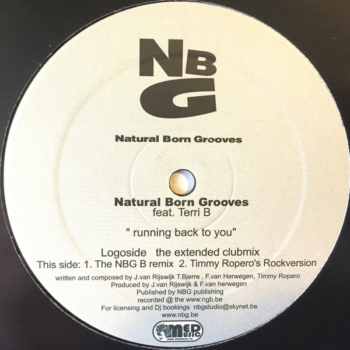 NB
G
Natural Born Grooves
Natural Born Grooves
feat. Terri B
" running back to you"
Logoside the extended clubmix
This side: 1. The NBG B remix 2. Timmy Ropero's Rockversion
written and composed by J.van Rijswijk T.Bjerre , F.van Herwegen, Timmy Ropero
Produced by J.van Rijswijk & F.van herwegen
Published by NBG publishing
recorded @ the www.ngb.be
For licensing and Dj bookings nbgstudio@skynet.be
www.nbg.be
MED
MUSIC